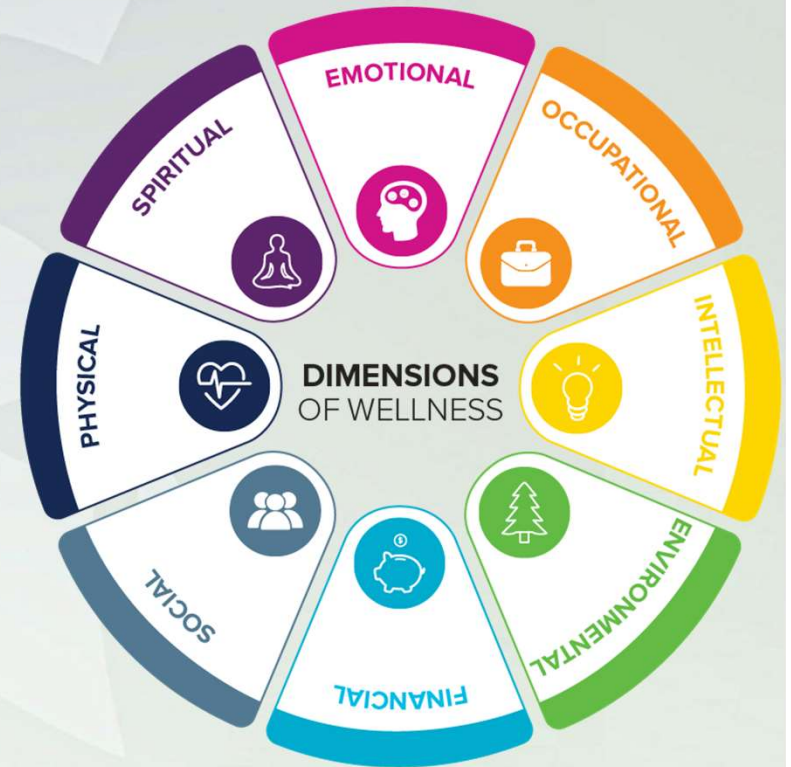 EMOTIONAL
OCCUPATIONAL
INTELLECTUAL
ENVIRONMENTAL
FINANCIAL
SOCIAL
PHYSICAL
SPIRITUAL
DIMENSIONS
OF WELLNESS
$